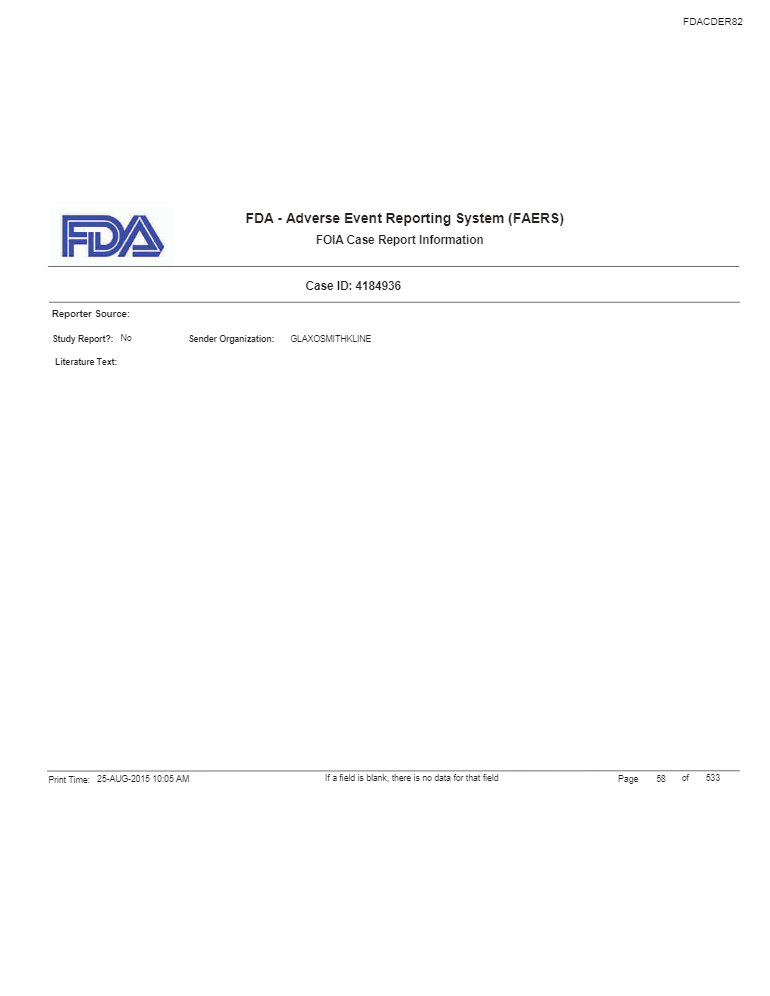 FDACDER82
FDA
FDA - Adverse Event Reporting System (FAERS)
FOIA Case Report Information
Case ID: 4184936
Reporter Source:
Study Report?: No Sender Organization: GLAXOSMITHKLINE
Literature Text:
Print Time: 25-AUG-2015 10:05 AM If a field is blank, there is no data for that field Page 58 of 533